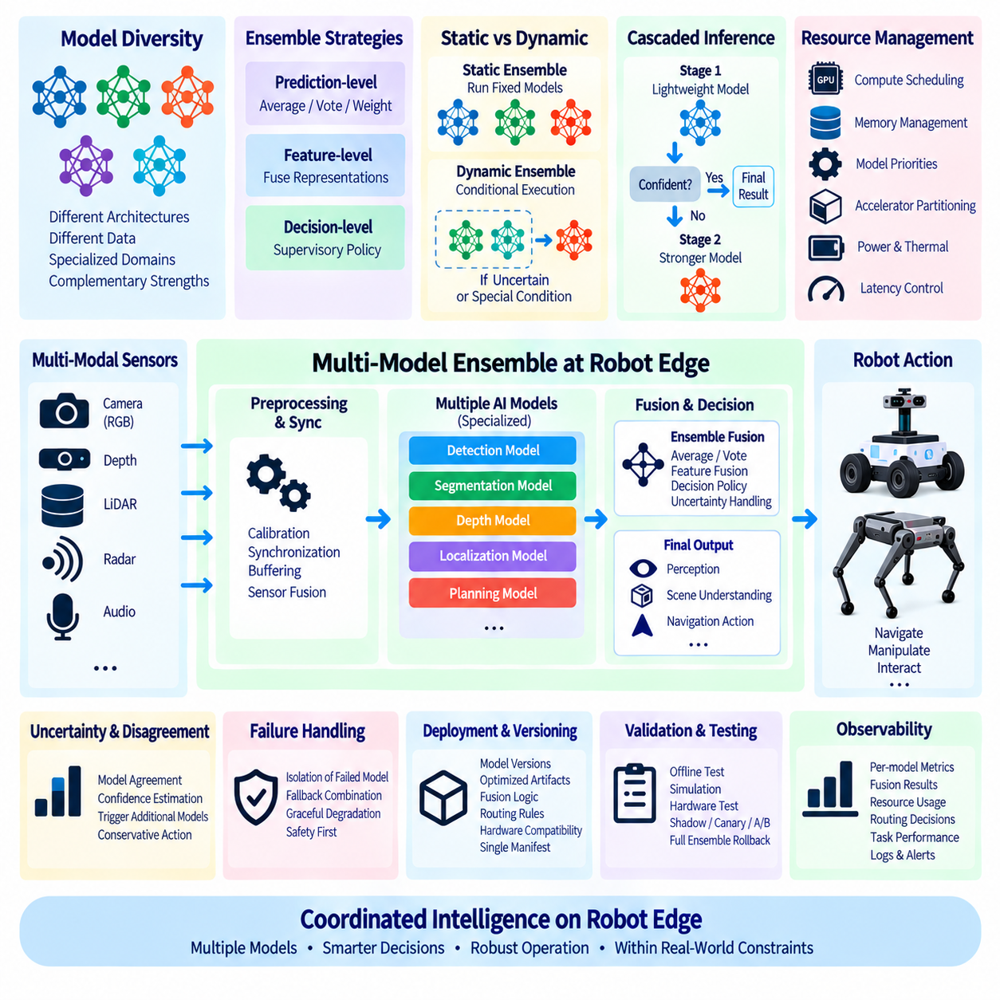 Model Diversity
Different Architectures
Different Data
Specialized Domains
Complementary Strengths
Ensemble Strategies
Prediction-level
Average / Vote / Weight
Feature-level
Fuse Representations
Decision-level
Supervisory Policy
Static vs Dynamic
Static Ensemble
Run Fixed Models
Dynamic Ensemble
Conditional Execution
If Uncertain
or Special Condition
Cascaded Inference
Stage 1
Lightweight Model
Confident?
Yes
Final
Result
No
Stage 2
Stronger Model
Resource Management
GPU
Compute Scheduling
Memory Management
Model Priorities
Accelerator Partitioning
Power & Thermal
Latency Control
Multi-Modal Sensors
Camera
(RGB)
Depth
LiDAR
Radar
Audio
...
Multi-Model Ensemble at Robot Edge
Preprocessing
& Sync
Calibration
Synchronization
Buffering
Sensor Fusion
Multiple AI Models
(Specialized)
Detection Model
Segmentation Model
Depth Model
Localization Model
Planning Model
...
Fusion & Decision
Ensemble Fusion
Average / Vote
Feature Fusion
Decision Policy
Uncertainty Handling
Final Output
Perception
Scene Understanding
Navigation Action
...
Robot Action
Navigate
Manipulate
Interact
...
Uncertainty & Disagreement
Model Agreement
Confidence Estimation
Trigger Additional Models
Conservative Action
Failure Handling
Isolation of Failed Model
Fallback Combination
Graceful Degradation
Safety First
Deployment & Versioning
Model Versions
Optimized Artifacts
Fusion Logic
Routing Rules
Hardware Compatibility
Single Manifest
Validation & Testing
Offline Test
Simulation
Hardware Test
Shadow / Canary / A/B
Full Ensemble Rollback
Observability
Per-model Metrics
Fusion Results
Resource Usage
Routing Decisions
Task Performance
Logs & Alerts
Coordinated Intelligence on Robot Edge
Multiple Models • Smarter Decisions • Robust Operation • Within Real-World Constraints